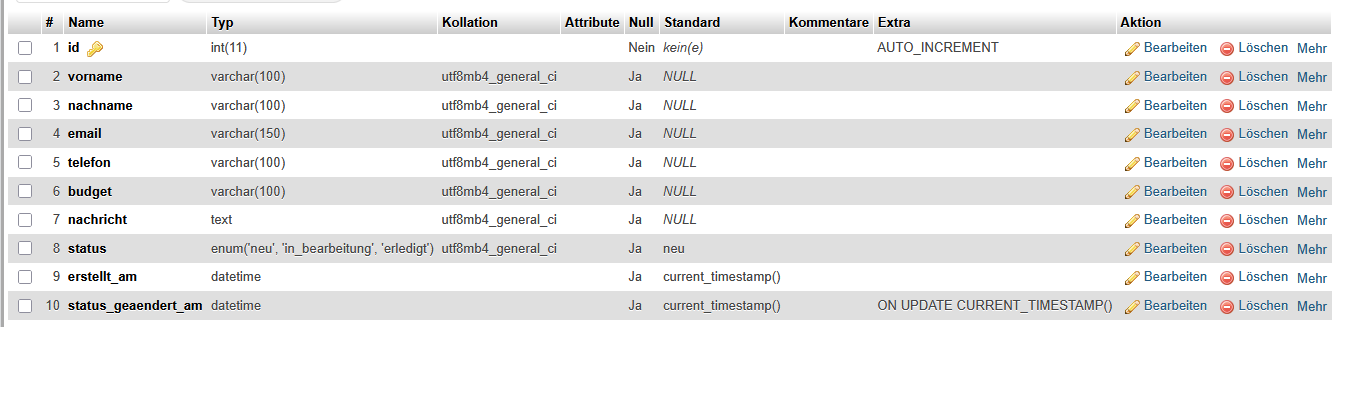 # Name Typ Kollation Attribute Null Standard Kommentare Extra Aktion
1 id int(11) Nein kein(e) AUTO_INCREMENT Bearbeiten Löschen Mehr
2 vorname varchar(100) utf8mb4_general_ci Ja NULL Bearbeiten Löschen Mehr
3 nachname varchar(100) utf8mb4_general_ci Ja NULL Bearbeiten Löschen Mehr
4 email varchar(150) utf8mb4_general_ci Ja NULL Bearbeiten Löschen Mehr
5 telefon varchar(100) utf8mb4_general_ci Ja NULL Bearbeiten Löschen Mehr
6 budget varchar(100) utf8mb4_general_ci Ja NULL Bearbeiten Löschen Mehr
7 nachricht text utf8mb4_general_ci Ja NULL Bearbeiten Löschen Mehr
8 status enum('neu', 'in_bearbeitung', 'erledigt') utf8mb4_general_ci Ja neu Bearbeiten Löschen Mehr
9 erstellt_am datetime Ja current_timestamp() Bearbeiten Löschen Mehr
10 status_geaendert_am datetime Ja current_timestamp() ON UPDATE CURRENT_TIMESTAMP() Bearbeiten Löschen Mehr